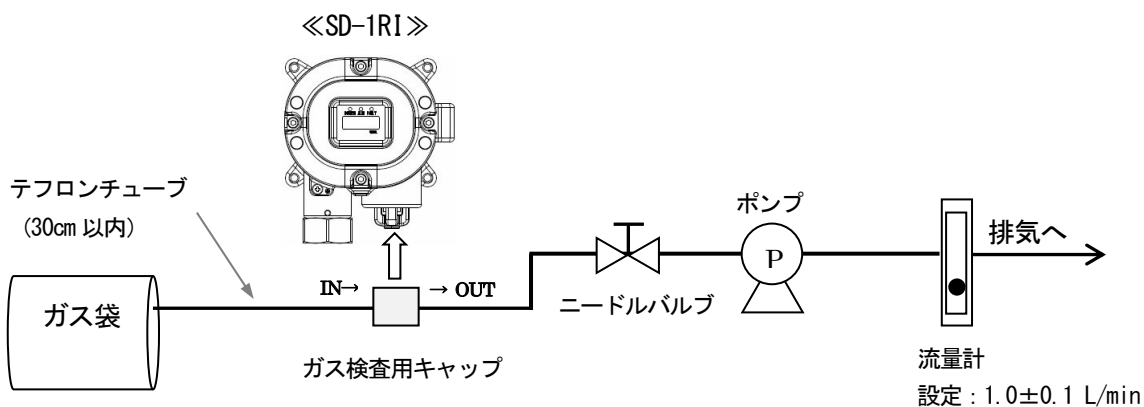 ≪SD-1RI≫
テフロンチューブ
(30cm 以内)
ポンプ
排気へ
P
IN→
→ OUT
ニードルバルブ
ガス袋
ガス検査用キャップ
流量計
設定：1.0±0.1 L/min